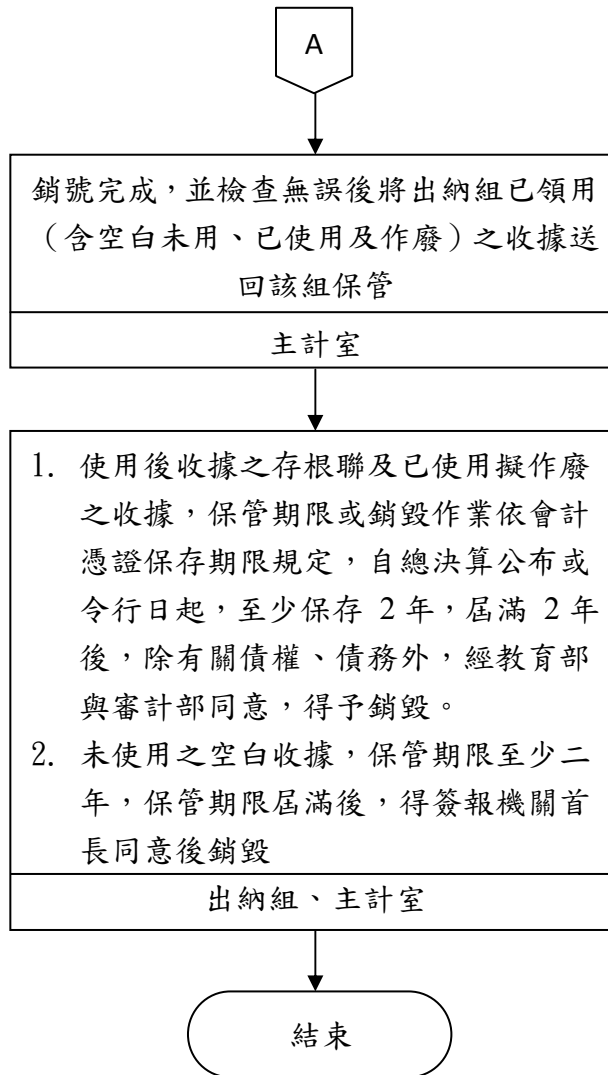 A
銷號完成，並檢查無誤後將出納組已領用
（含空白未用、已使用及作廢）之收據送
回該組保管
主計室
1. 使用後收據之存根聯及已使用擬作廢
之收據，保管期限或銷毀作業依會計
憑證保存期限規定，自總決算公布或
令行日起，至少保存 2 年，屆滿 2 年
後，除有關債權、債務外，經教育部
與審計部同意，得予銷毀。
2. 未使用之空白收據，保管期限至少二
年，保管期限屆滿後，得簽報機關首
長同意後銷毀
出納組、主計室
結束